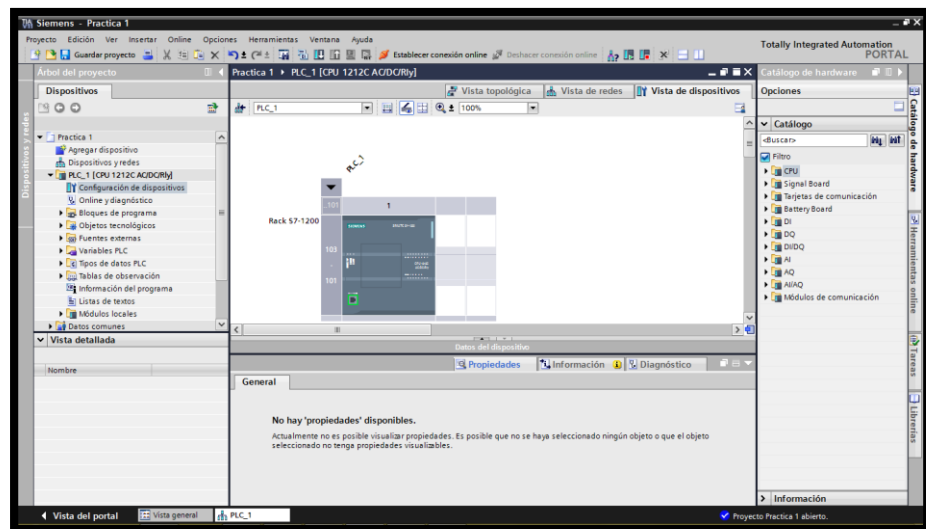 Siemens - Practica 1
Proyecto Edición Ver Insertar Online Opciones Herramientas Ventana Ayuda
Guardar proyecto Establecer conexión online Deshacer conexión online
Totally Integrated Automation
PORTAL
Árbol del proyecto
Dispositivos
Dispositivos y redes
Practica 1
Agregar dispositivo
Dispositivos y redes
PLC_1 [CPU 1212C AC/DC/Rly]
Configuración de dispositivos
Online y diagnóstico
Bloques de programa
Objetos tecnológicos
Fuentes externas
Variables PLC
Tipos de datos PLC
Tablas de observación
Información del programa
Listas de textos
Módulos locales
Datos comunes
Vista detallada
Nombre
Practica 1 PLC_1 [CPU 1212C AC/DC/Rly]
Vista topológica Vista de redes Vista de dispositivos
PLC_1 100%
PLC_1
Rack S7-1200
101 1
103
101
SIEMENS
Datos del dispositivo
Propiedades Información Diagnóstico
General
No hay 'propiedades' disponibles.
Actualmente no es posible visualizar propiedades. Es posible que no se haya seleccionado ningún objeto o que el objeto
seleccionado no tenga propiedades visualizables.
Catálogo de hardware
Opciones
Catálogo
<Buscar>
Filtro
CPU
Signal Board
Tarjetas de comunicación
Battery Board
DI
DQ
DI/DQ
AI
AQ
AI/AQ
Módulos de comunicación
Información
Catálogo de hardware
Herramientas online
Tareas
Librerías
Vista del portal Vista general PLC_1
Proyecto Practica 1 abierto.